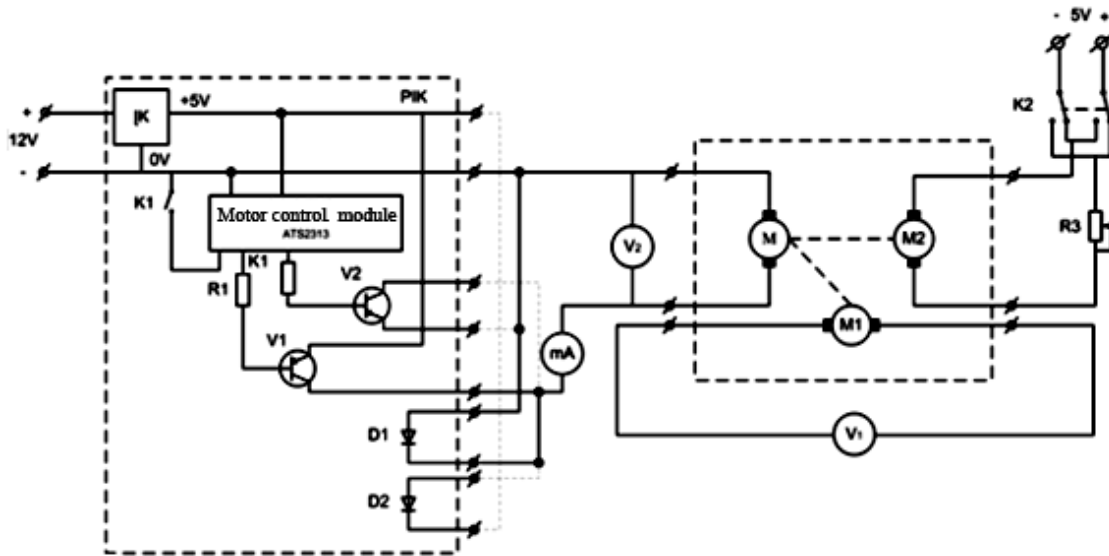 - 5V +
K2
+ 12V -
|K
+5V
PIK
0V
K1
Motor control module
ATS2313
R1
K1
V2
V1
V2
mA
M
M2
M1
R3
D1
V1
D2